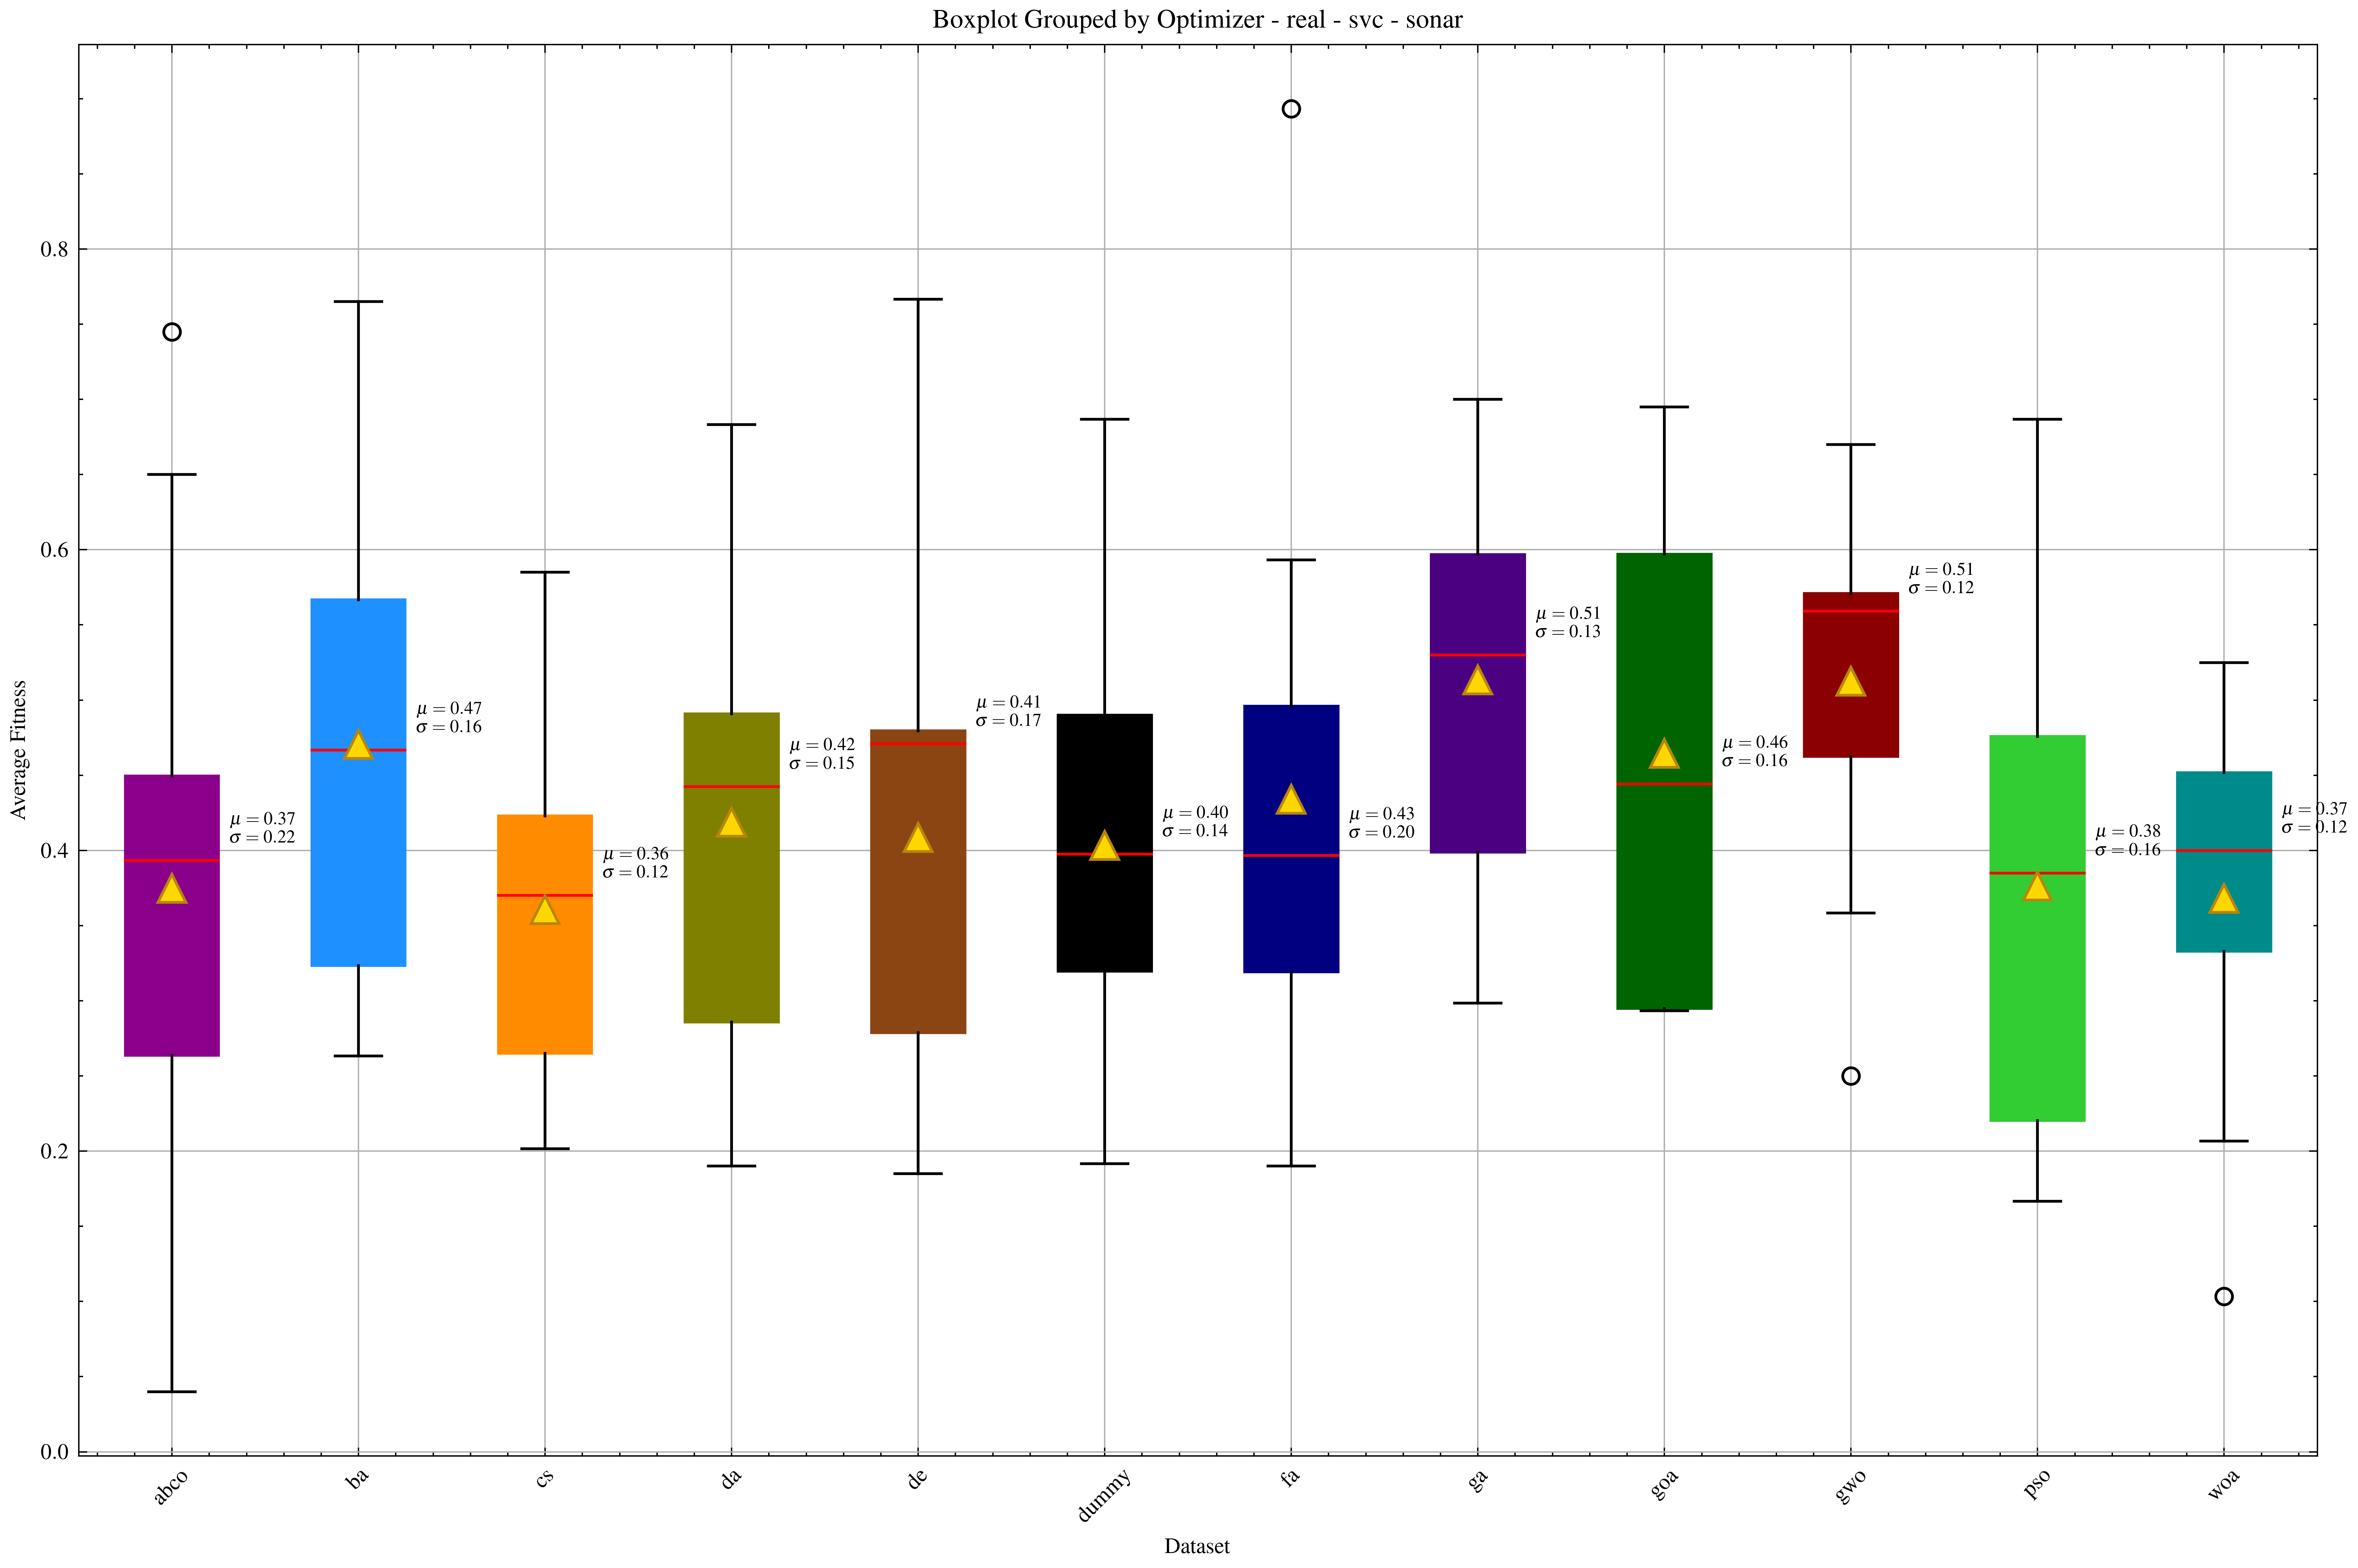 Boxplot Grouped by Optimizer - real - svc - sonar
Average Fitness
0.8
0.6
0.4
0.2
0.0
μ = 0.37
σ = 0.22
μ = 0.47
σ = 0.16
μ = 0.36
σ = 0.12
μ = 0.42
σ = 0.15
μ = 0.41
σ = 0.17
μ = 0.40
σ = 0.14
μ = 0.43
σ = 0.20
μ = 0.51
σ = 0.13
μ = 0.46
σ = 0.16
μ = 0.51
σ = 0.12
μ = 0.38
σ = 0.16
μ = 0.37
σ = 0.12
abco
ba
cs
da
de
dummy
fa
ga
goa
gwo
pso
woa
Dataset